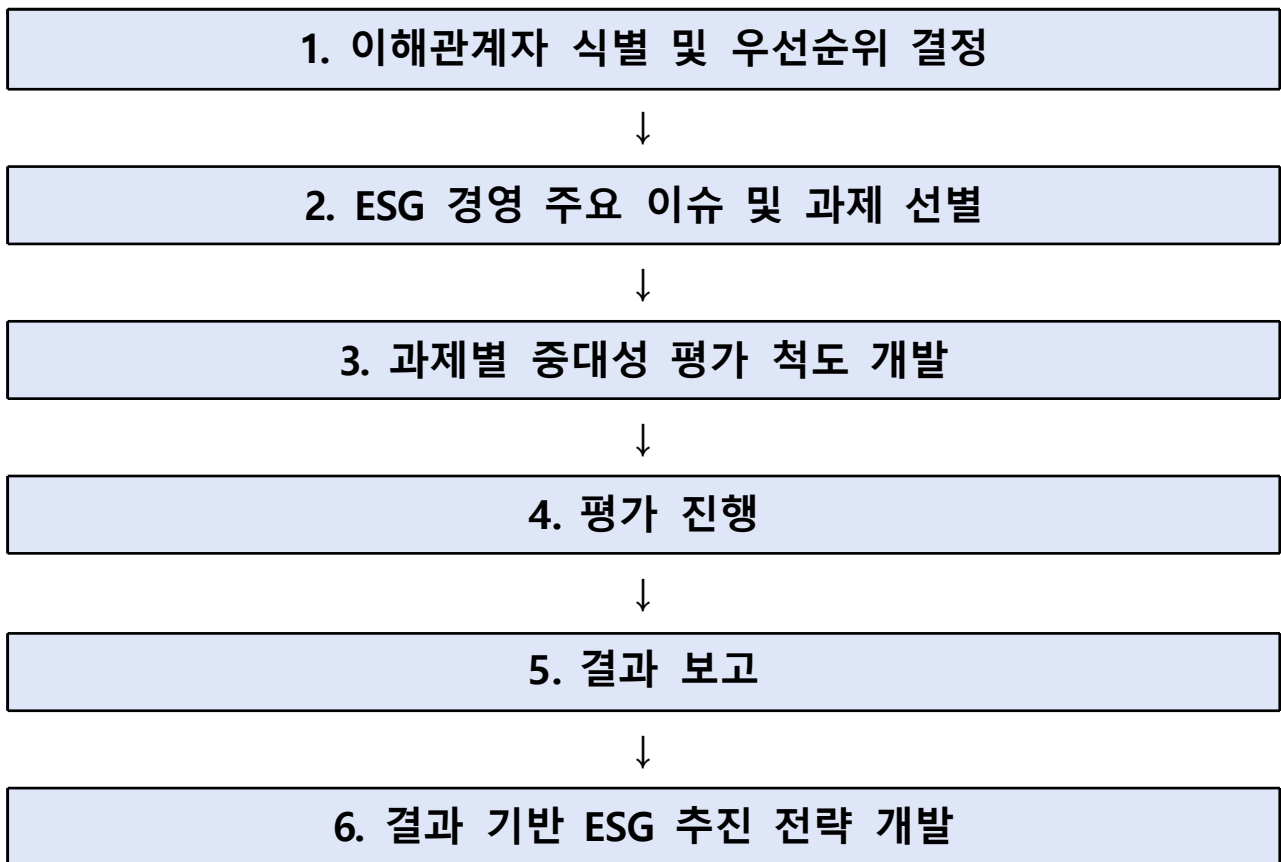 1. 이해관계자 식별 및 우선순위 결정
↓
2. ESG 경영 주요 이슈 및 과제 선별
↓
3. 과제별 중대성 평가 척도 개발
↓
4. 평가 진행
↓
5. 결과 보고
↓
6. 결과 기반 ESG 추진 전략 개발